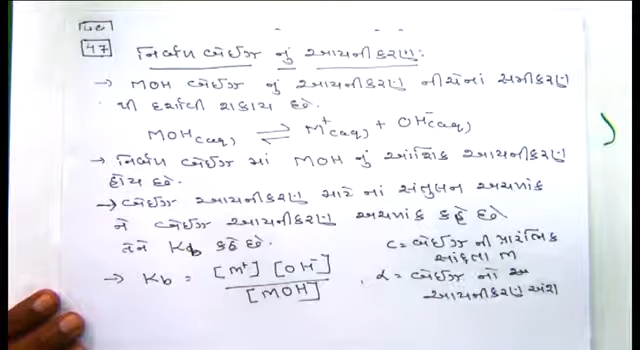 47
નિર્બળ બેઈઝ નું આયનીકરણ:
→ MOH બેઈઝ નું આયનીકરણ નીચેનાં સમીકરણ
થી દર્શાવી શકાય છે.
MOH(aq) ⇌ M⁺(aq) + OH⁻(aq)
→ નિર્બળ બેઈઝ માં MOH નું આંશિક આયનીકરણ
હોય છે.
→ બેઈઝ આયનીકરણ માટે નાં સંતુલન અચળાંક
ને બેઈઝ આયનીકરણ અચળાંક કહે છે
તેને Kb કહે છે.
→ Kb = [M⁺] [OH⁻] / [MOH]
C = બેઈઝ ની પ્રારંભિક
સાંદ્રતા M
α = બેઈઝ નો
આયનીકરણ અંશ